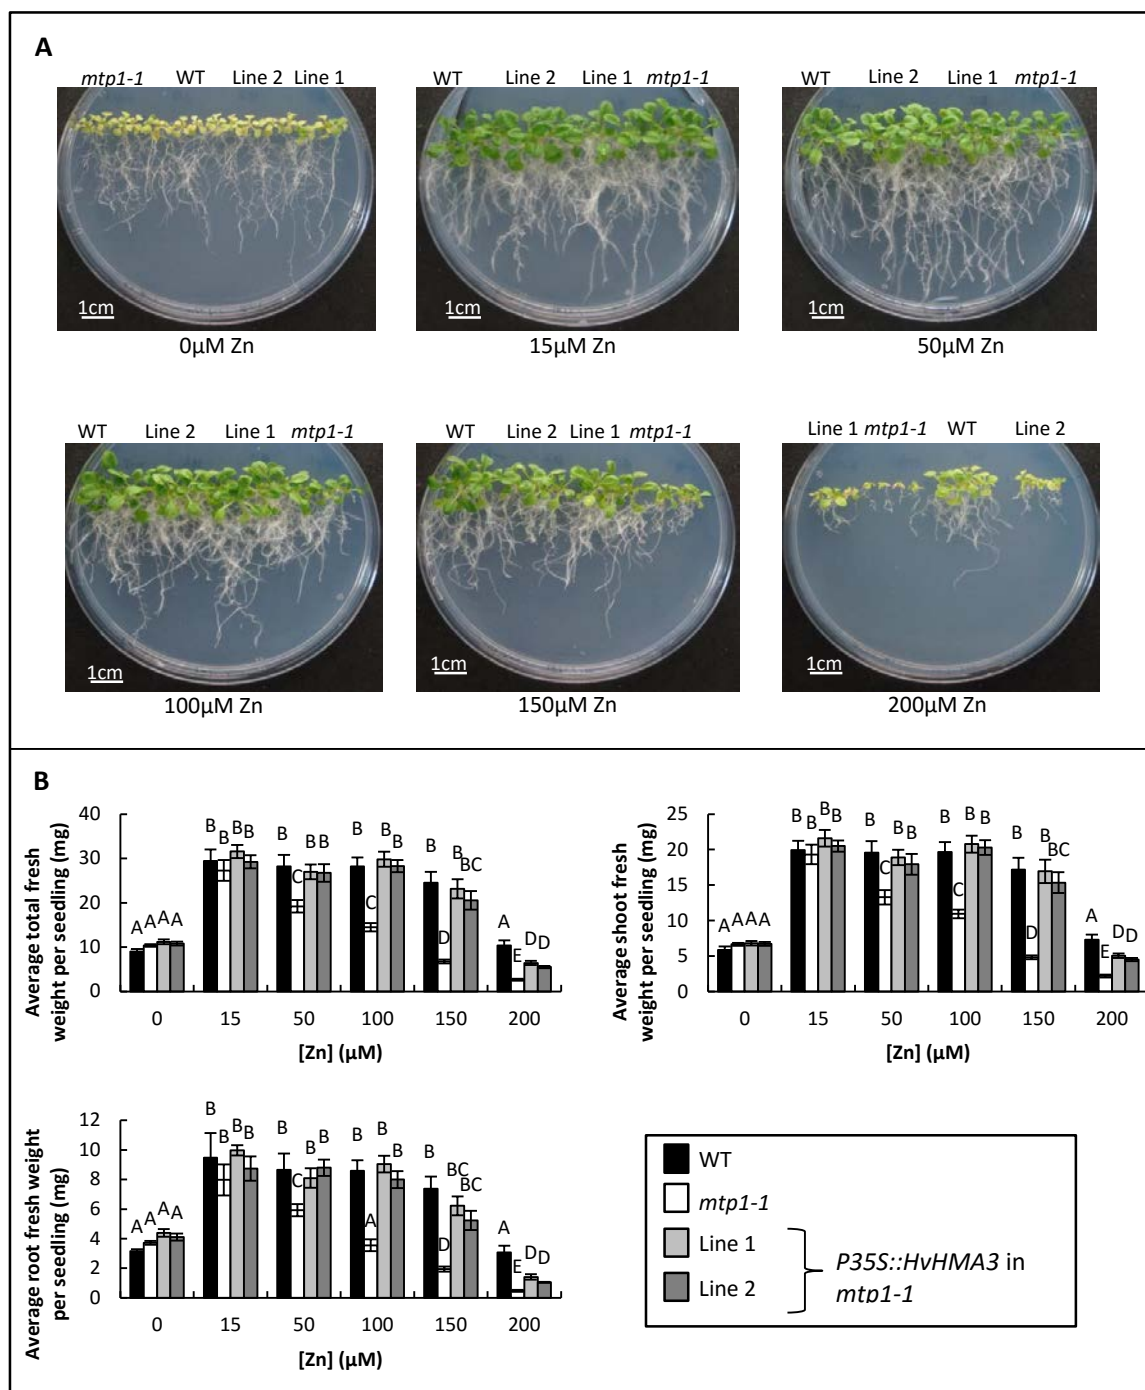 A
mtp1-1 WT Line 2 Line 1
WT Line 2 Line 1 mtp1-1
WT Line 2 Line 1 mtp1-1
1cm
1cm
1cm
0µM Zn
15µM Zn
50µM Zn
WT Line 2 Line 1 mtp1-1
WT Line 2 Line 1 mtp1-1
Line 1 mtp1-1 WT Line 2
1cm
1cm
1cm
100µM Zn
150µM Zn
200µM Zn
B
Average total fresh
weight per seedling (mg)
40
30
20
10
0
A A A A
B B B B
B C B B
B C B B
B D B BC
A E D D
0 15 50 100 150 200
[Zn] (µM)
Average shoot fresh
weight per seedling (mg)
25
20
15
10
5
0
A A A A
B B B B
B C B B
B C B B
B D B BC
A E D D
0 15 50 100 150 200
[Zn] (µM)
Average root fresh weight
per seedling (mg)
12
10
8
6
4
2
0
A A A A
B B B B
B C B B
B A B B
B D BC BC
A E D D
0 15 50 100 150 200
[Zn] (µM)
WT
mtp1-1
Line 1
Line 2
P35S::HvHMA3 in
mtp1-1